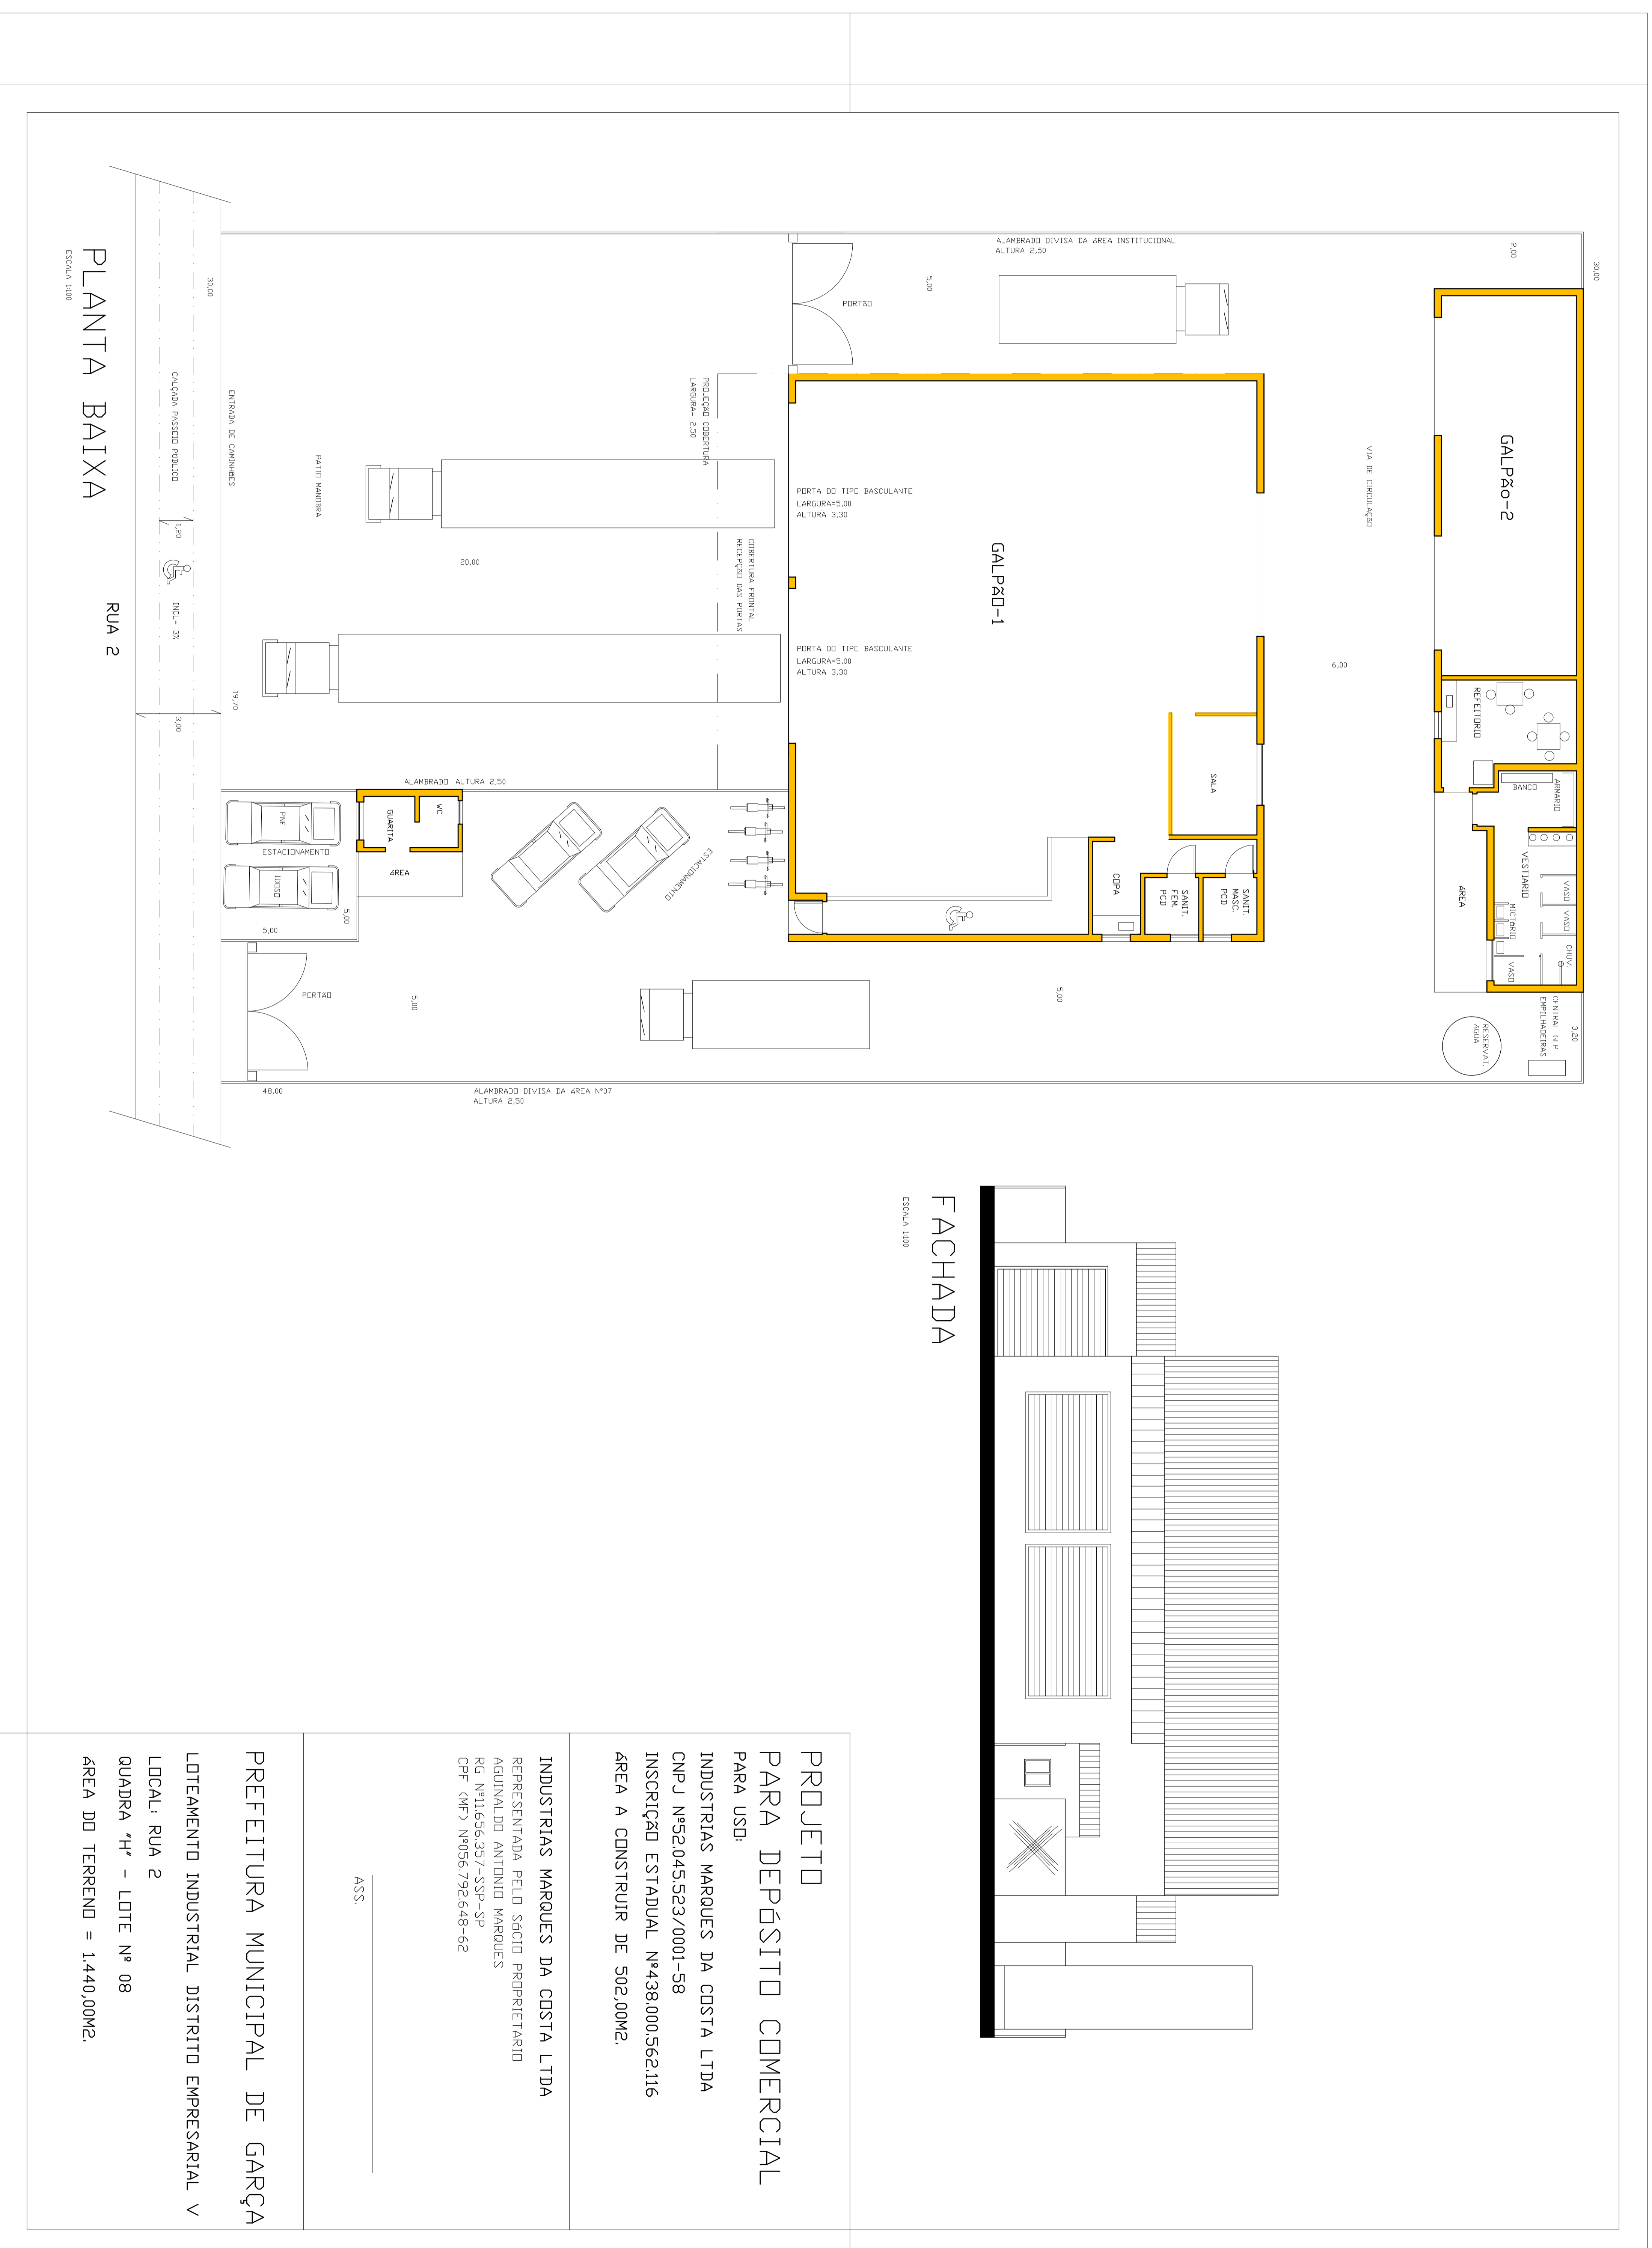 PLANTA BAIXA
ESCALA 1:100
RUA 2
30,00
CALÇADA PASSEIO PÚBLICO
1,20
INCL= 3%
3,00
19,70
ENTRADA DE CAMINHÕES
PATIO MANOBRA
20,00
PROJEÇÃO COBERTURA
LARGURA= 2,50
COBERTURA FRONTAL
RECEPÇÃO DAS PORTAS
ALAMBRADO ALTURA 2,50
PNE
ESTACIONAMENTO
IDOSO
5,00
5,00
GUARITA
WC
ÁREA
ESTACIONAMENTO
PORTÃO
5,00
48,00
ALAMBRADO DIVISA DA ÁREA Nº07
ALTURA 2,50
ALAMBRADO DIVISA DA ÁREA INSTITUCIONAL
ALTURA 2,50
PORTÃO
5,00
PORTA DO TIPO BASCULANTE
LARGURA=5,00
ALTURA 3,30
PORTA DO TIPO BASCULANTE
LARGURA=5,00
ALTURA 3,30
GALPÃO-1
SALA
COPA
SANIT.
FEM.
PCD
SANIT.
MASC.
PCD
5,00
VIA DE CIRCULAÇÃO
6,00
2,00
30,00
GALPÃO-2
REFEITORIO
BANCO
ARMARIO
VESTIARIO
MICTORIO
VASO
VASO
CHUV.
VASO
ÁREA
CENTRAL GLP
EMPILHADEIRAS
3,20
RESERVAT.
ÁGUA
FACHADA
ESCALA 1:100
PROJETO
PARA DEPÓSITO COMERCIAL
PARA USO:
INDUSTRIAS MARQUES DA COSTA LTDA
CNPJ Nº52.045.523/0001-58
INSCRIÇÃO ESTADUAL Nº438.000.562.116
ÁREA A CONSTRUIR DE 502,00M2.
INDUSTRIAS MARQUES DA COSTA LTDA
REPRESENTADA PELO SÓCIO PROPRIETARIO
AGUINALDO ANTONIO MARQUES
RG Nº11.656.357-SSP-SP
CPF (MF) Nº056.792.648-62
ASS.
PREFEITURA MUNICIPAL DE GARÇA
LOTEAMENTO INDUSTRIAL DISTRITO EMPRESARIAL V
LOCAL: RUA 2
QUADRA "H" - LOTE Nº 08
ÁREA DO TERRENO = 1.440,00M2.